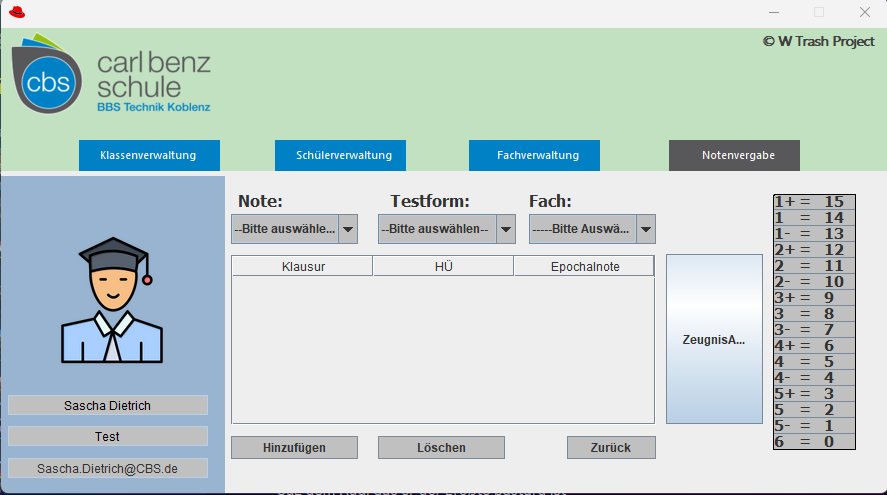 © W Trash Project
cbs
carl benz
schule
BBS Technik Koblenz
Klassenverwaltung
Schülerverwaltung
Fachverwaltung
Notenvergabe
Note:
Testform:
Fach:
--Bitte auswähle...
--Bitte auswählen--
-----Bitte Auswä...
Klausur
HÜ
Epochalnote
ZeugnisA...
Sascha Dietrich
Test
Sascha.Dietrich@CBS.de
Hinzufügen
Löschen
Zurück
1+ = 15
1 = 14
1- = 13
2+ = 12
2 = 11
2- = 10
3+ = 9
3 = 8
3- = 7
4+ = 6
4 = 5
4- = 4
5+ = 3
5 = 2
5- = 1
6 = 0